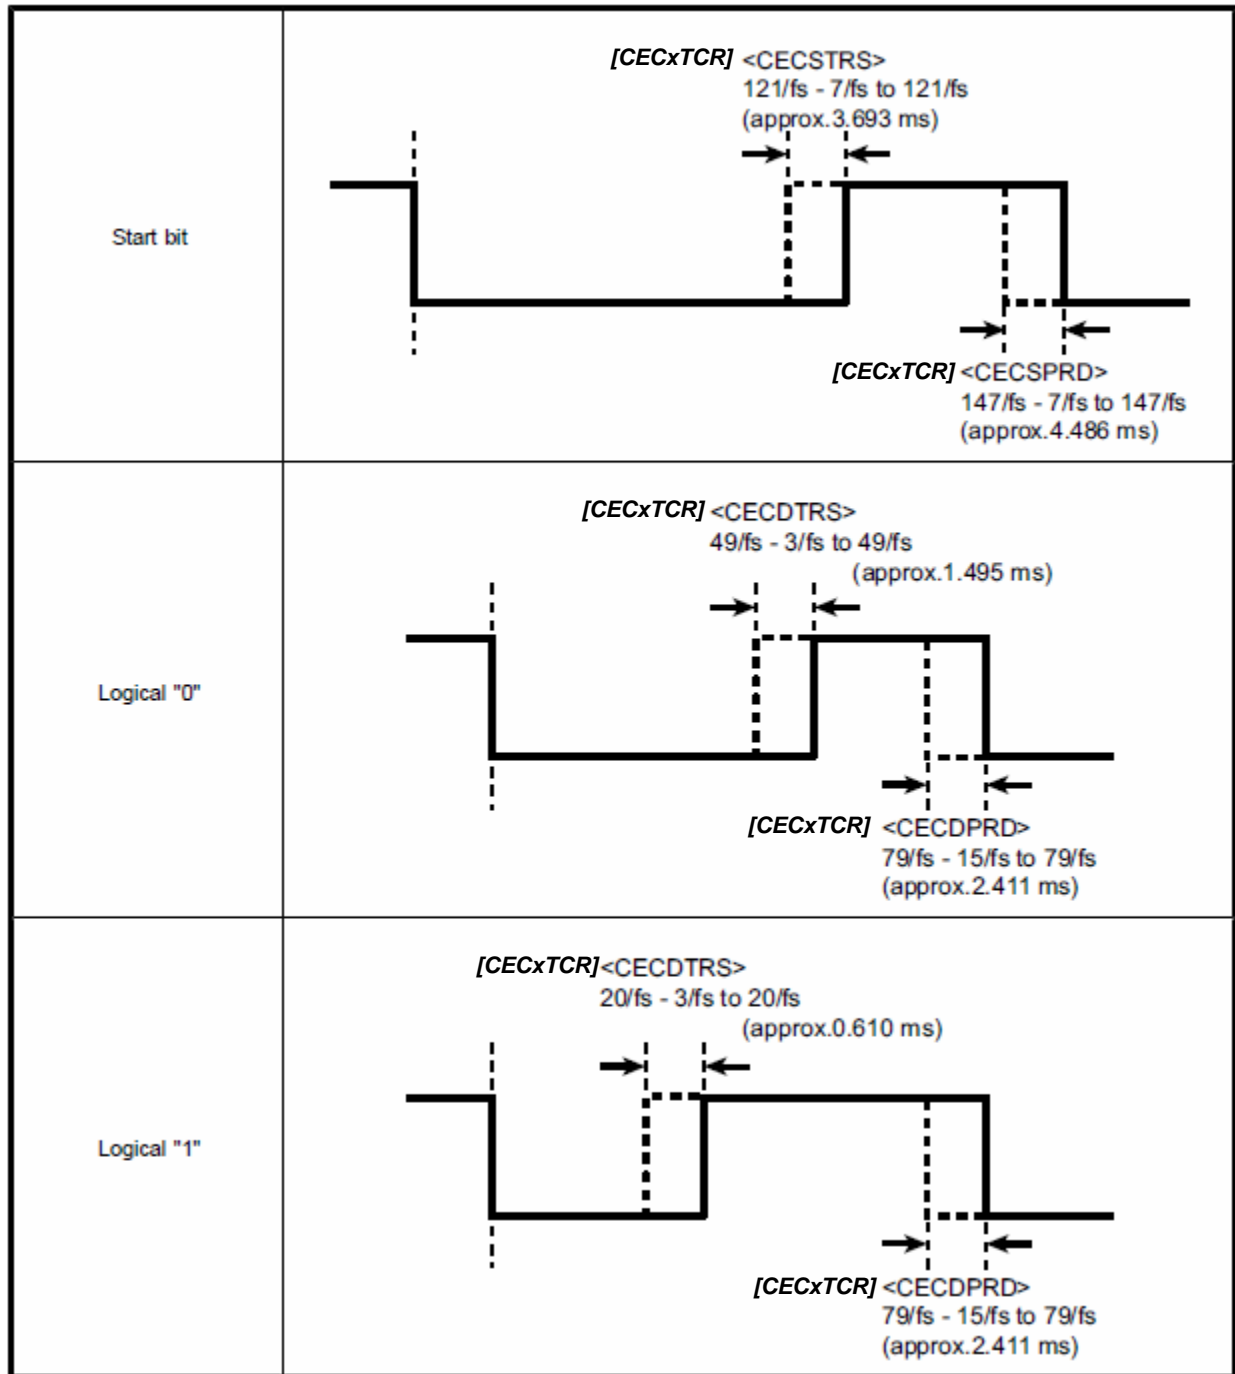 [CECxTCR] <CECSTRS>
121/fs - 7/fs to 121/fs
(approx.3.693 ms)
Start bit
[CECxTCR] <CECSPRD>
147/fs - 7/fs to 147/fs
(approx.4.486 ms)
[CECxTCR] <CECDTRS>
49/fs - 3/fs to 49/fs
(approx.1.495 ms)
Logical "0"
[CECxTCR] <CECDPRD>
79/fs - 15/fs to 79/fs
(approx.2.411 ms)
[CECxTCR] <CECDTRS>
20/fs - 3/fs to 20/fs
(approx.0.610 ms)
Logical "1"
[CECxTCR] <CECDPRD>
79/fs - 15/fs to 79/fs
(approx.2.411 ms)